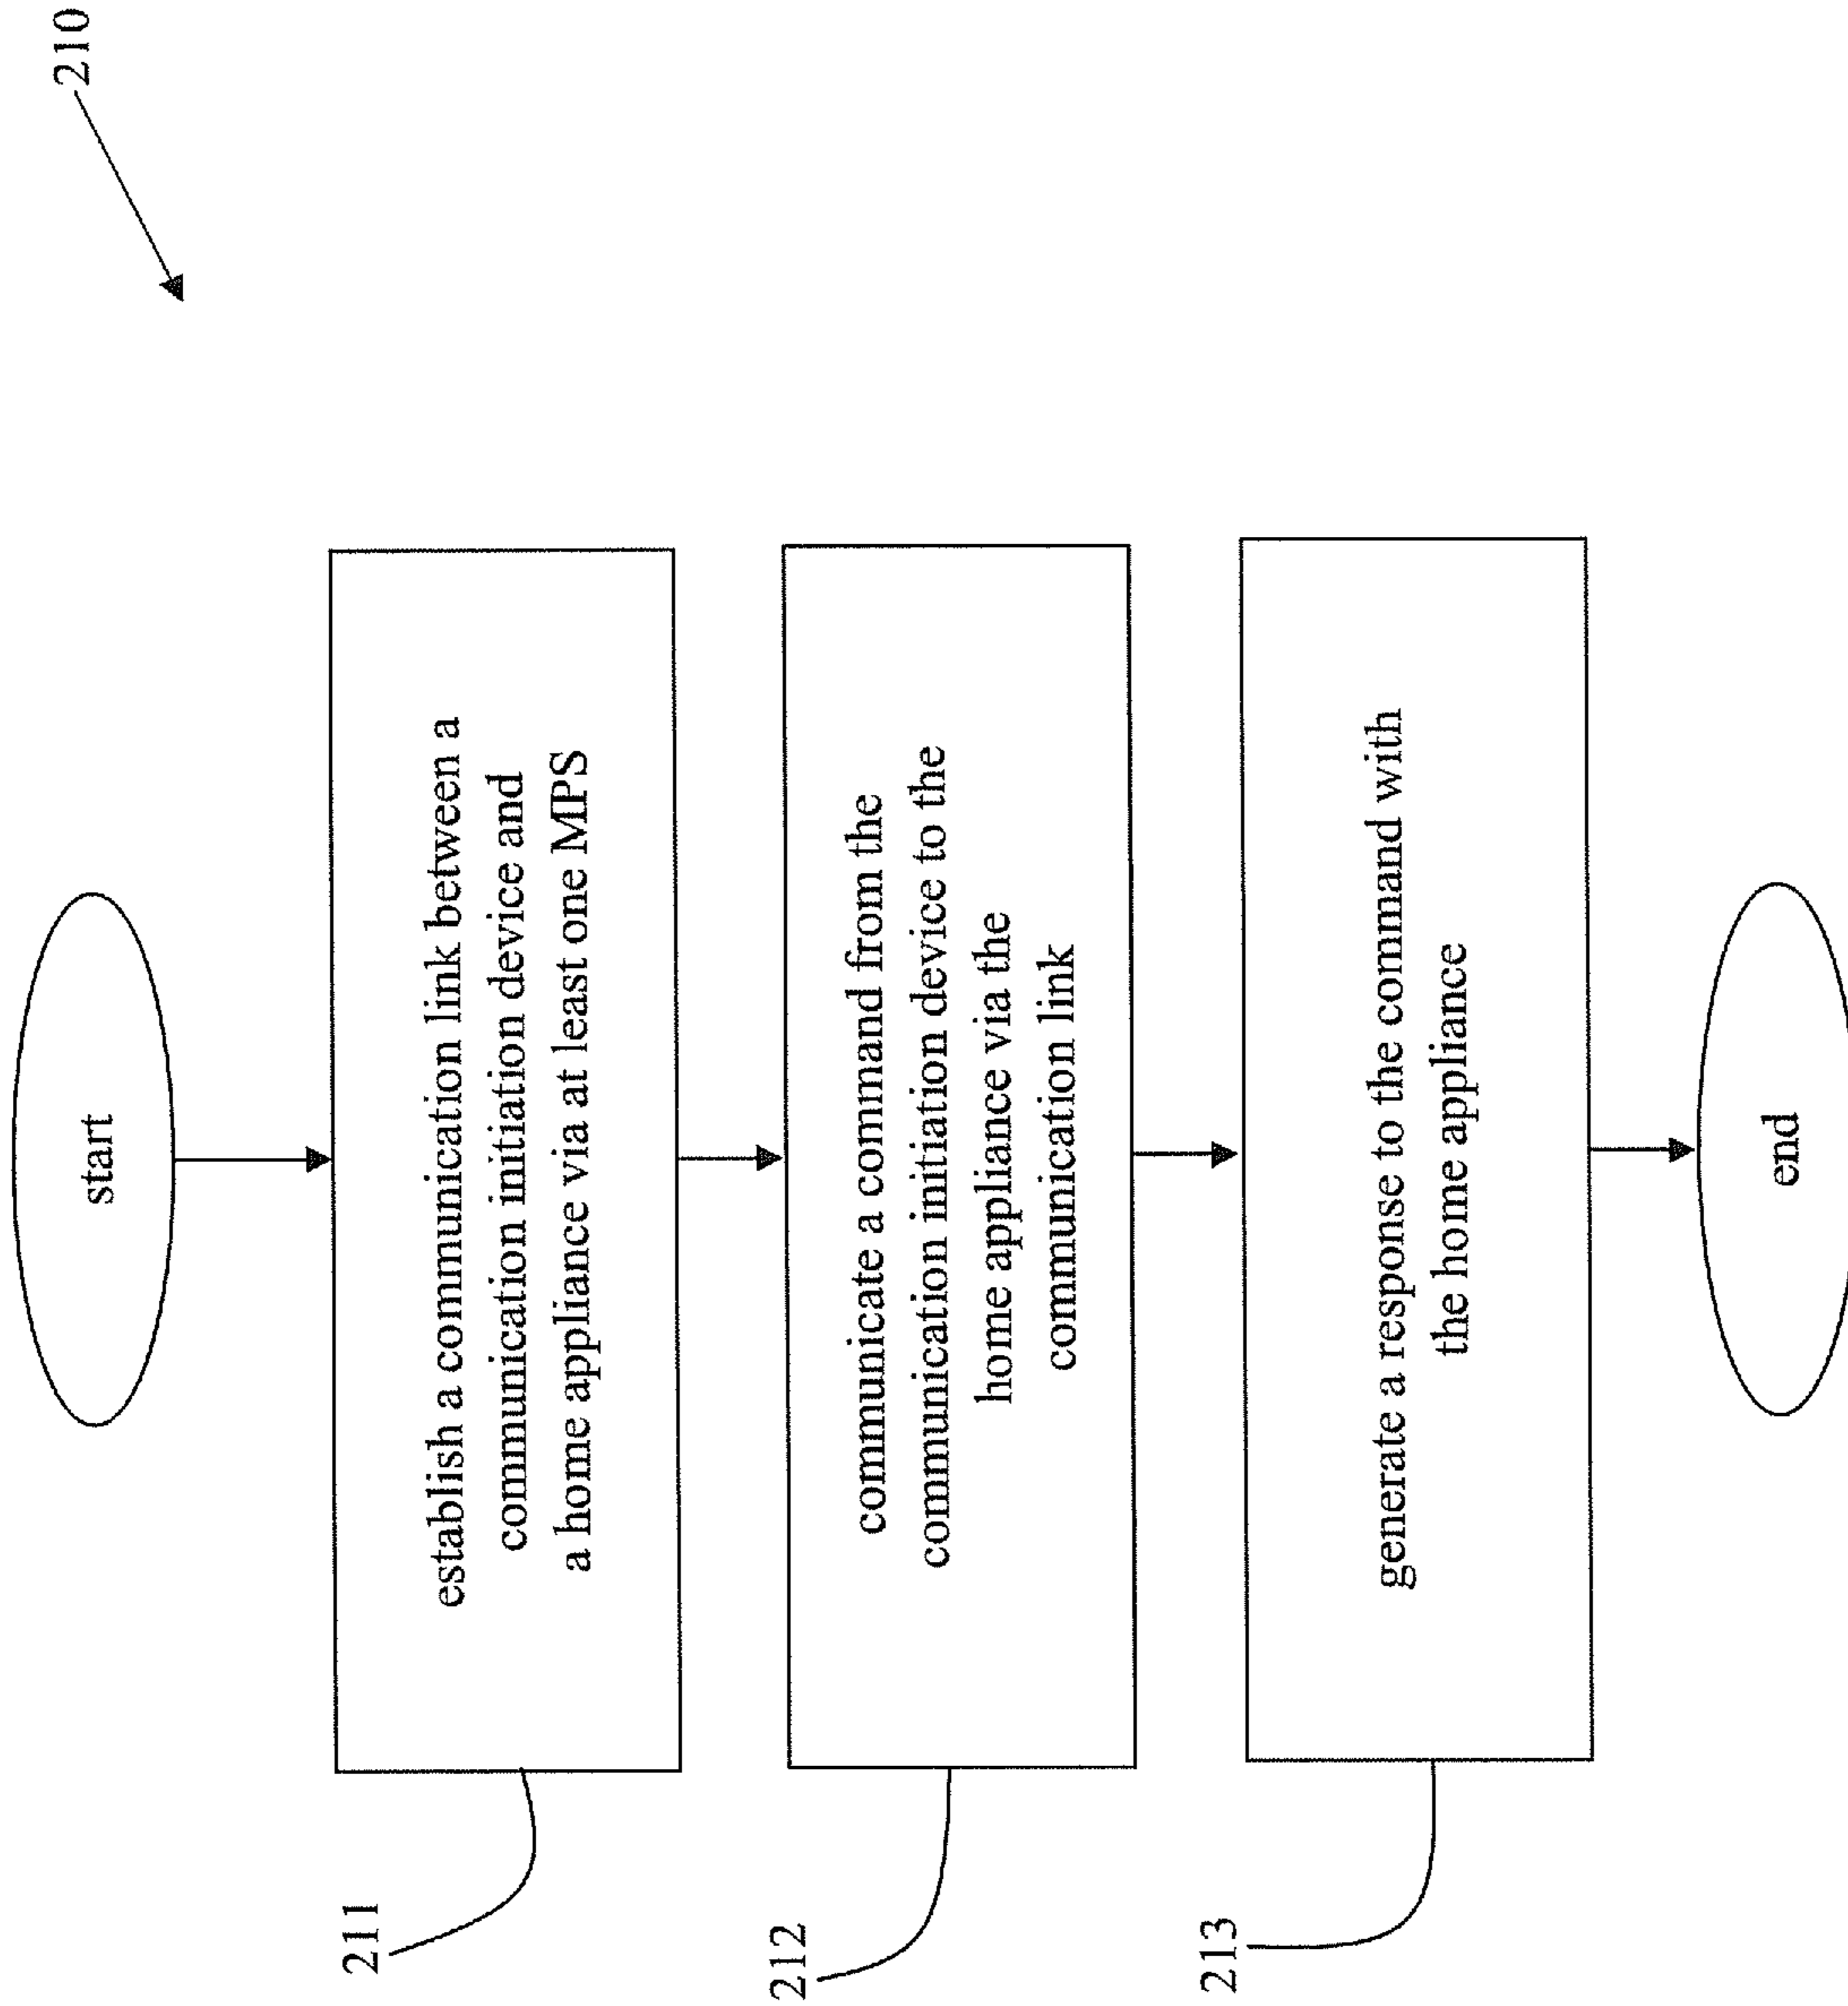 210
start
211
establish a communication link between a
communication initiation device and
a home appliance via at least one MPS
212
communicate a command from the
communication initiation device to the
home appliance via the
communication link
213
generate a response to the command with
the home appliance
end